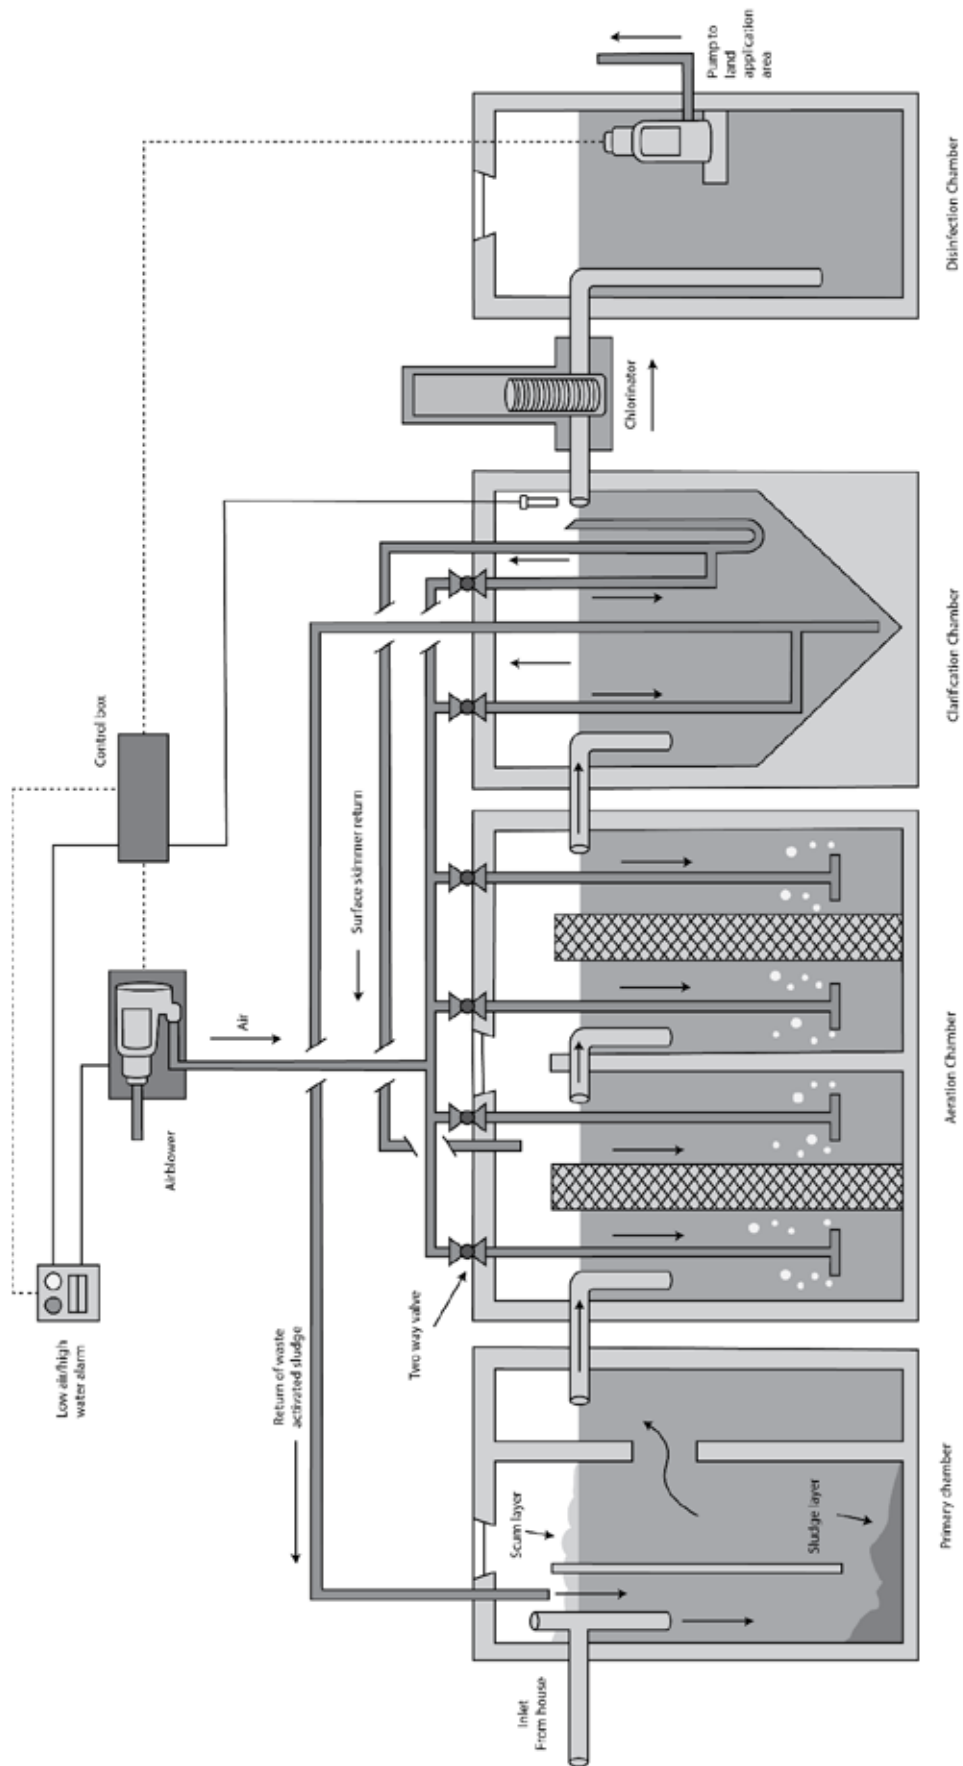 Low air/high
water alarm
Airblower
Control box
Air
Return of waste
activated sludge
Surface skimmer return
Two way valve
Inlet
From house
Scum layer
Sludge layer
Chlorinator
Pump to
land
application
area
Primary chamber
Aeration Chamber
Clarification Chamber
Disinfection Chamber